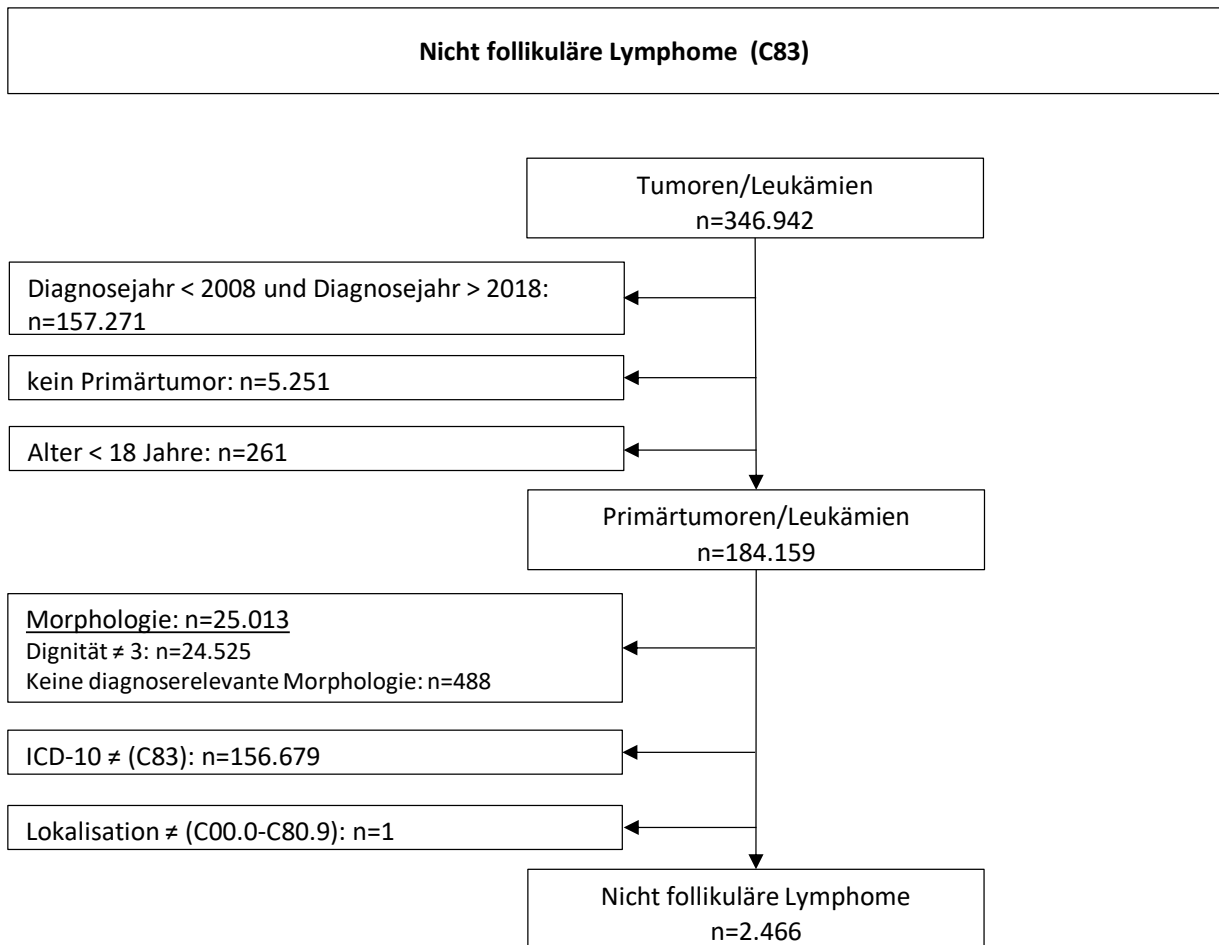 Nicht follikuläre Lymphome (C83)
Tumoren/Leukämien
n=346.942
Diagnosejahr < 2008 und Diagnosejahr > 2018:
n=157.271
kein Primärtumor: n=5.251
Alter < 18 Jahre: n=261
Primärtumoren/Leukämien
n=184.159
Morphologie: n=25.013
Dignität ≠ 3: n=24.525
Keine diagnoserelevante Morphologie: n=488
ICD-10 ≠ (C83): n=156.679
Lokalisation ≠ (C00.0-C80.9): n=1
Nicht follikuläre Lymphome
n=2.466